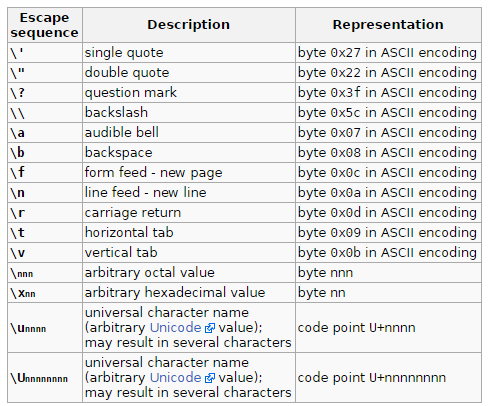 Escape sequence Description Representation
\' single quote byte 0x27 in ASCII encoding
\" double quote byte 0x22 in ASCII encoding
\? question mark byte 0x3f in ASCII encoding
\\ backslash byte 0x5c in ASCII encoding
\a audible bell byte 0x07 in ASCII encoding
\b backspace byte 0x08 in ASCII encoding
\f form feed - new page byte 0x0c in ASCII encoding
\n line feed - new line byte 0x0a in ASCII encoding
\r carriage return byte 0x0d in ASCII encoding
\t horizontal tab byte 0x09 in ASCII encoding
\v vertical tab byte 0x0b in ASCII encoding
\nnn arbitrary octal value byte nnn
\xnn arbitrary hexadecimal value byte nn
universal character name
\unnnn (arbitrary Unicode value); code point U+nnnn
may result in several characters
universal character name
\Unnnnnnnn (arbitrary Unicode value); code point U+nnnnnnnn
may result in several characters